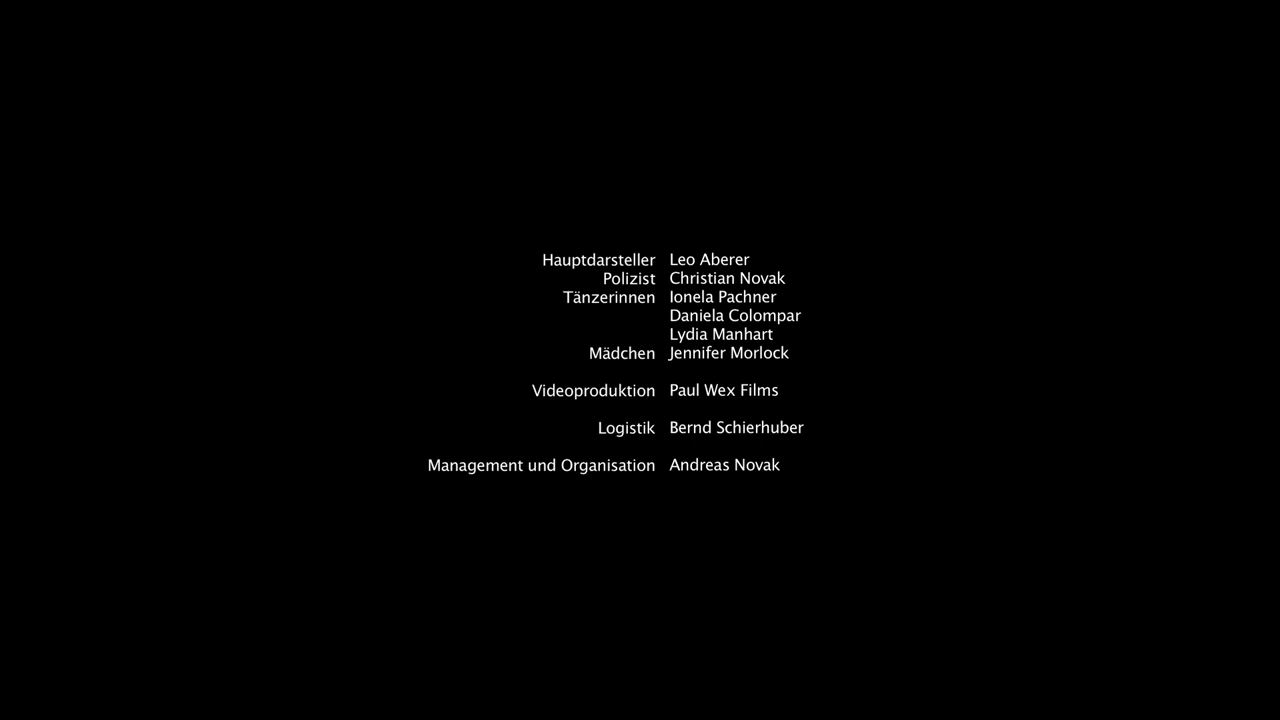 Hauptdarsteller Leo Aberer
Polizist Christian Novak
Tänzerinnen Ionela Pachner
Daniela Colompar
Lydia Manhart
Mädchen Jennifer Morlock
Videoproduktion Paul Wex Films
Logistik Bernd Schierhuber
Management und Organisation Andreas Novak